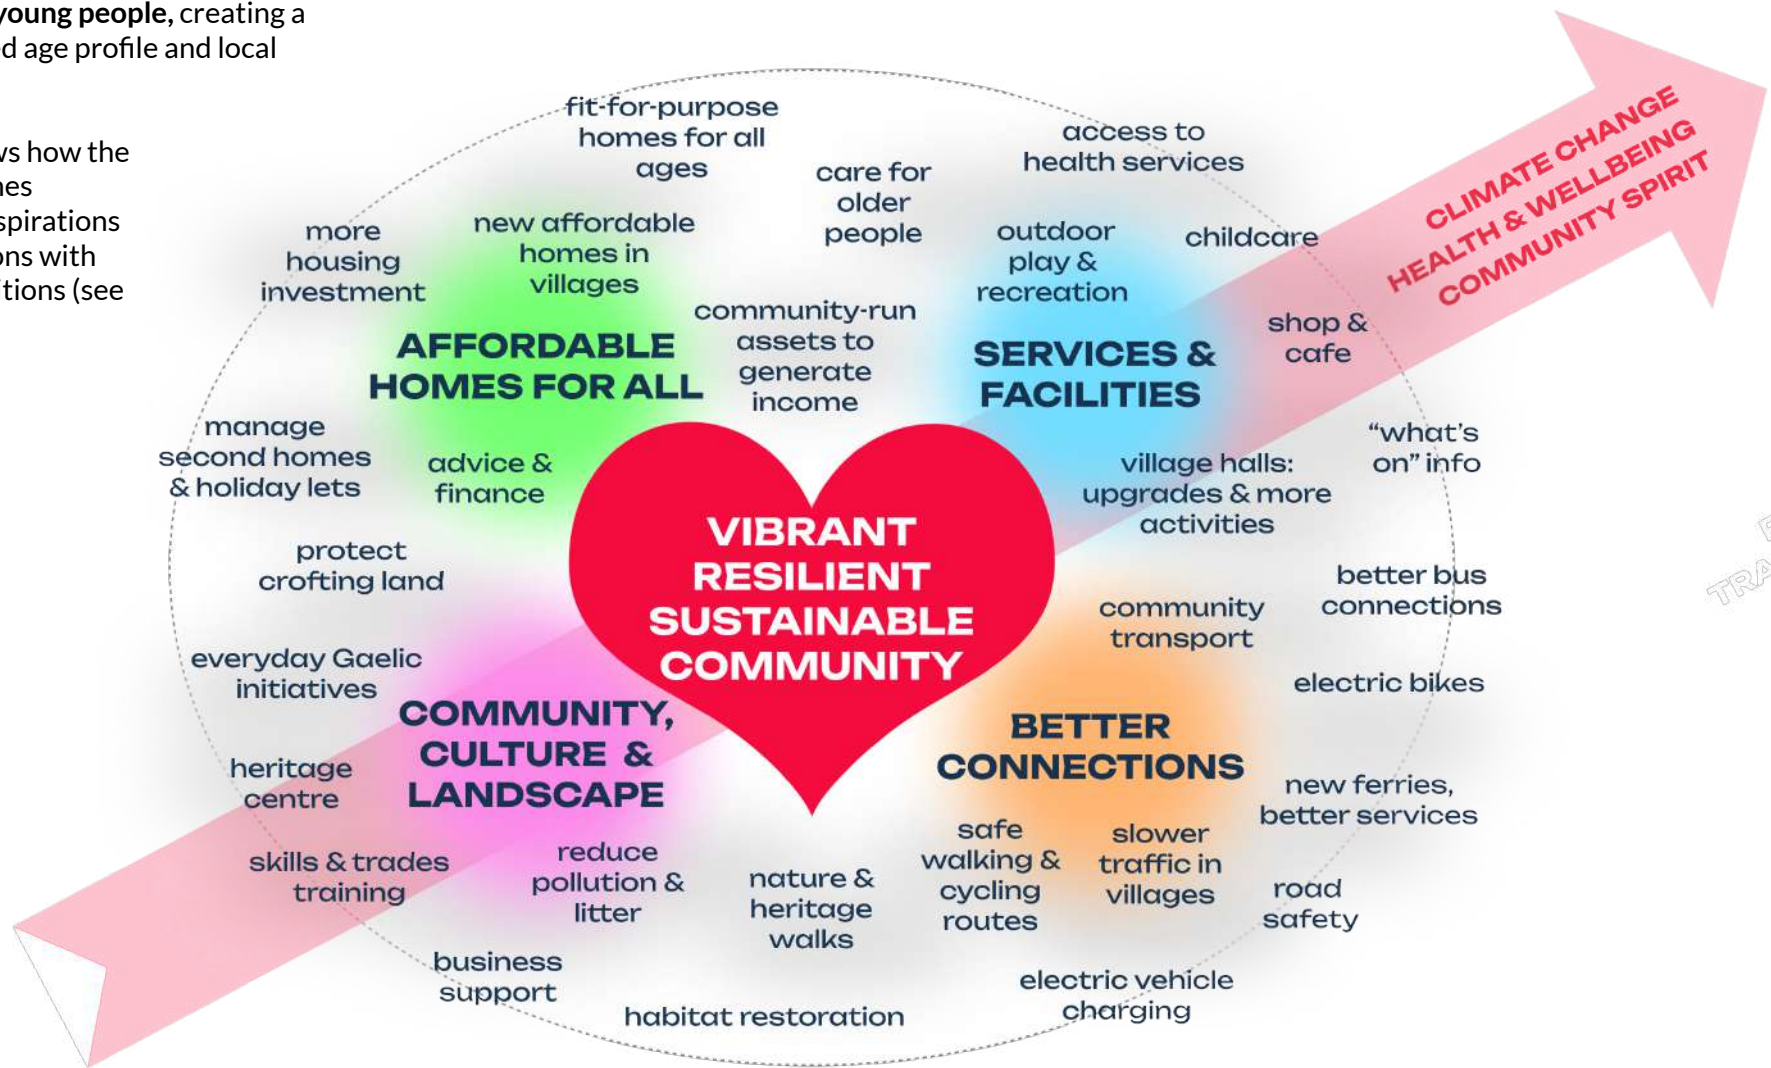 young people, creating a
age profile and local
how the
with
(see
fit-for-purpose
homes for all
ages
access to
health services
care for
older
people
more
housing
investment
new affordable
homes in
villages
outdoor
play &
recreation
childcare
CLIMATE CHANGE
HEALTH & WELLBEING
COMMUNITY SPIRIT
community-run
assets to
generate
income
shop &
cafe
AFFORDABLE
HOMES FOR ALL
SERVICES &
FACILITIES
manage
second homes
& holiday lets
advice &
finance
“what’s
on” info
village halls:
upgrades & more
activities
VIBRANT
RESILIENT
SUSTAINABLE
COMMUNITY
protect
crofting land
better bus
connections
community
transport
everyday Gaelic
initiatives
electric bikes
COMMUNITY,
CULTURE &
LANDSCAPE
BETTER
CONNECTIONS
heritage
centre
new ferries,
better services
skills & trades
training
reduce
pollution &
litter
nature &
heritage
walks
safe
walking &
cycling
routes
slower
traffic in
villages
road
safety
business
support
habitat restoration
electric vehicle
charging